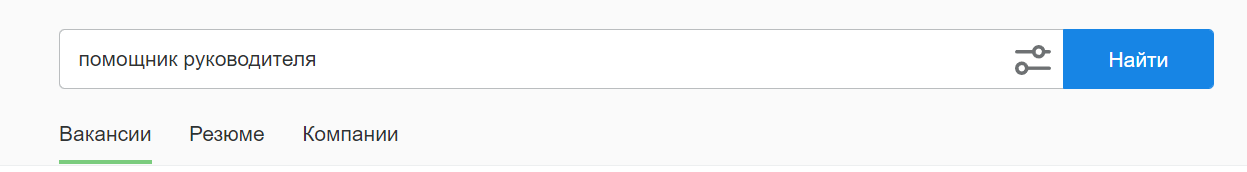 помощник руководителя
Найти
Вакансии Резюме Компании